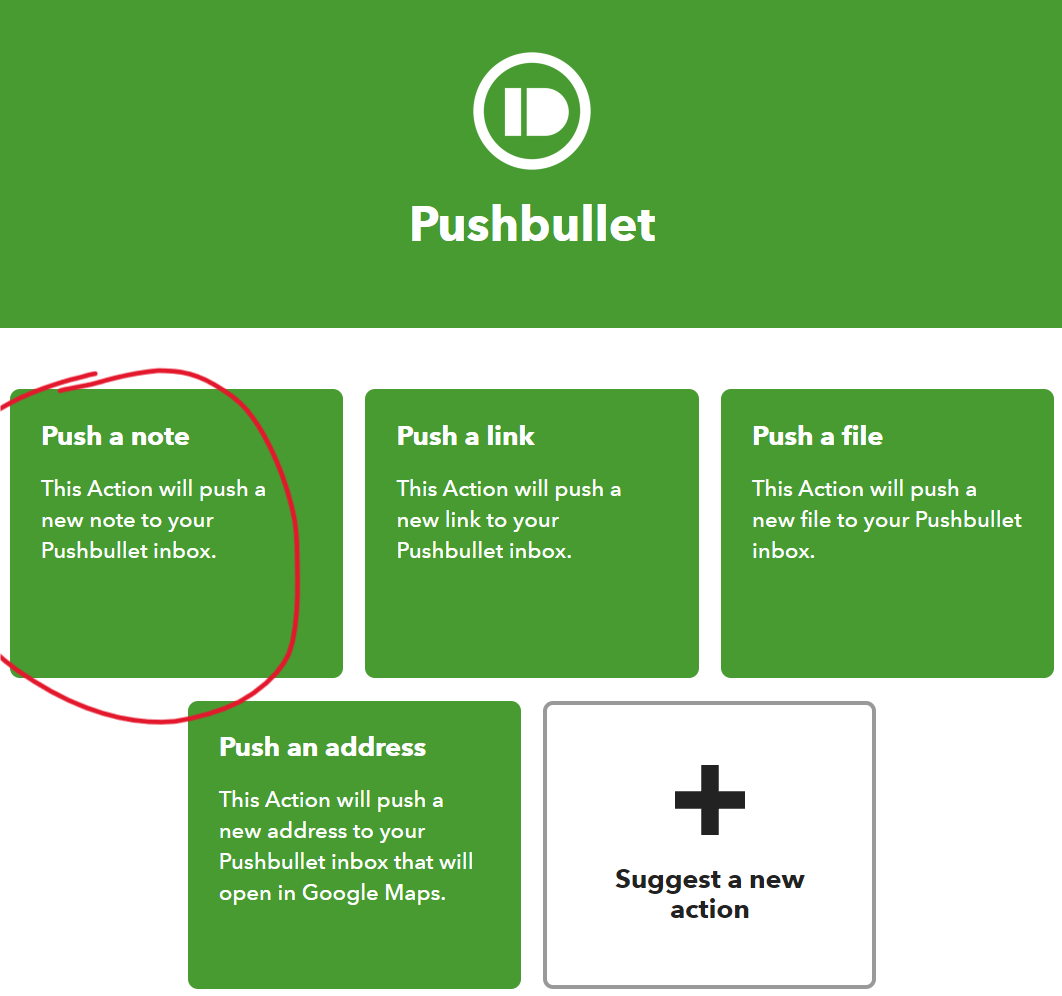 Pushbullet
Push a note
This Action will push a
new note to your
Pushbullet inbox.
Push a link
This Action will push a
new link to your
Pushbullet inbox.
Push a file
This Action will push a
new file to your Pushbullet
inbox.
Push an address
This Action will push a
new address to your
Pushbullet inbox that will
open in Google Maps.
Suggest a new
action